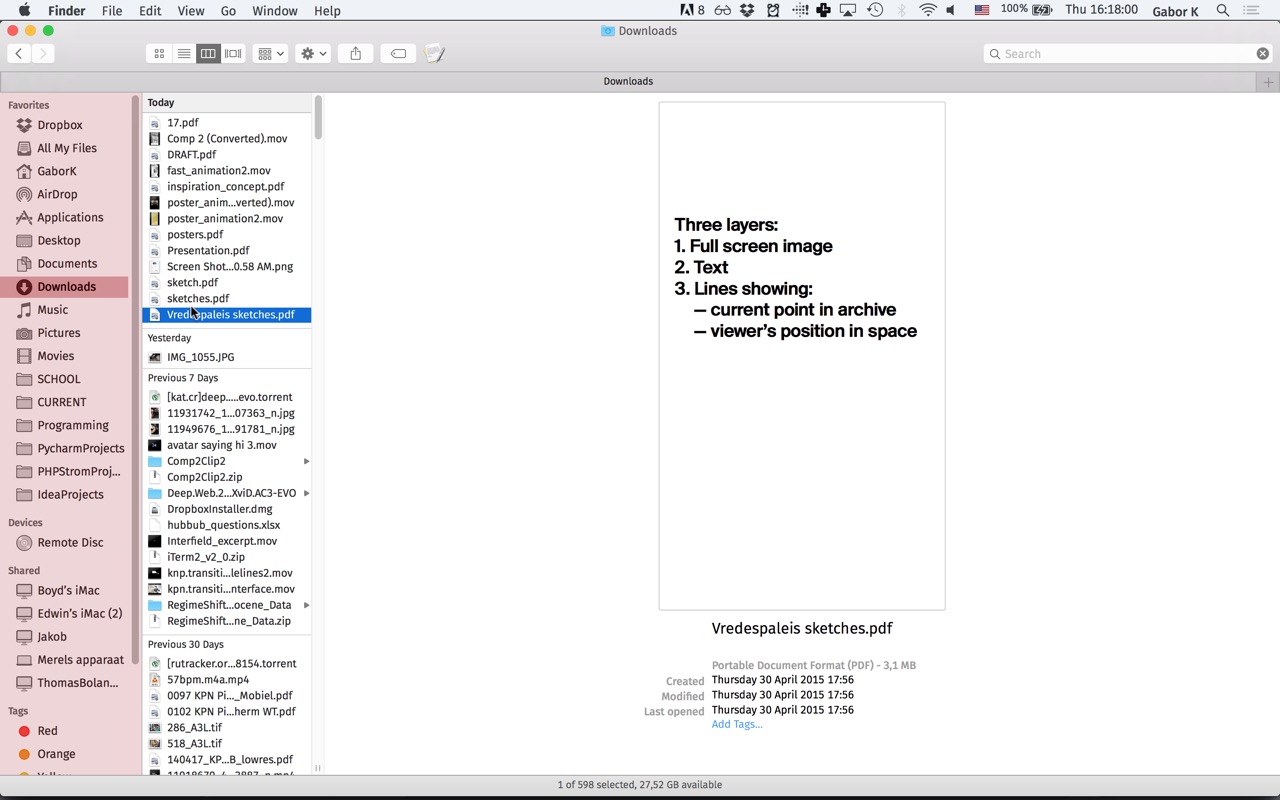 Finder File Edit View Go Window Help
8
100%
Thu 16:18:00
Gabor K
Downloads
Search
Downloads
Favorites
Dropbox
All My Files
GaborK
AirDrop
Applications
Desktop
Documents
Downloads
Music
Pictures
Movies
SCHOOL
CURRENT
Programming
PycharmProjects
PHPStromProj...
IdeaProjects
Devices
Remote Disc
Shared
Boyd's iMac
Edwin's iMac (2)
Jakob
Merels apparaat
ThomasBolan...
Tags
Red
Orange
Today
17.pdf
Comp 2 (Converted).mov
DRAFT.pdf
fast_animation2.mov
inspiration_concept.pdf
poster_anim...verted).mov
poster_animation2.mov
posters.pdf
Presentation.pdf
Screen Shot...0.58 AM.png
sketch.pdf
sketches.pdf
Vredespaleis sketches.pdf
Yesterday
IMG_1055.JPG
Previous 7 Days
[kat.cr]deep.....evo.torrent
11931742_1...07363_n.jpg
11949676_1...91781_n.jpg
avatar saying hi 3.mov
Comp2Clip2
Comp2Clip2.zip
Deep.Web.2...XviD.AC3-EVO
DropboxInstaller.dmg
hubbub_questions.xlsx
Interfield_excerpt.mov
iTerm2_v2_0.zip
knp.transiti...lelines2.mov
kpn.transiti...nterface.mov
RegimeShift...ocene_Data
RegimeShift...ne_Data.zip
Previous 30 Days
[rutracker.or...8154.torrent
57bpm.m4a.mp4
0097 KPN Pi..._Mobiel.pdf
0102 KPN Pi...herm WT.pdf
286_A3L.tif
518_A3L.tif
140417_KP...B_lowres.pdf
Three layers:
1. Full screen image
2. Text
3. Lines showing:
– current point in archive
– viewer's position in space
Vredespaleis sketches.pdf
Portable Document Format (PDF) - 3,1 MB
Created Thursday 30 April 2015 17:56
Modified Thursday 30 April 2015 17:56
Last opened Thursday 30 April 2015 17:56
Add Tags...
1 of 598 selected, 27,52 GB available